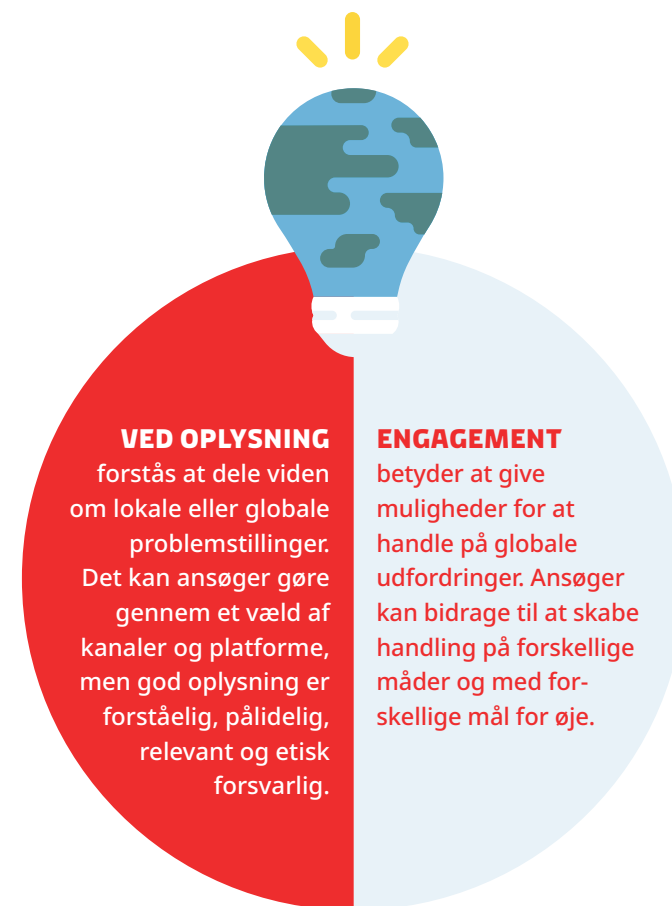 VED OPLYSNING
forstås at dele viden
om lokale eller globale
problemstillinger.
Det kan ansøger gøre
gennem et væld af
kanaler og platforme,
men god oplysning er
forståelig, pålidelig,
relevant og etisk
forsvarlig.
ENGAGEMENT
betyder at give
muligheder for at
handle på globale
udfordringer. Ansøger
kan bidrage til at skabe
handling på forskellige
måder og med for-
skellige mål for øje.